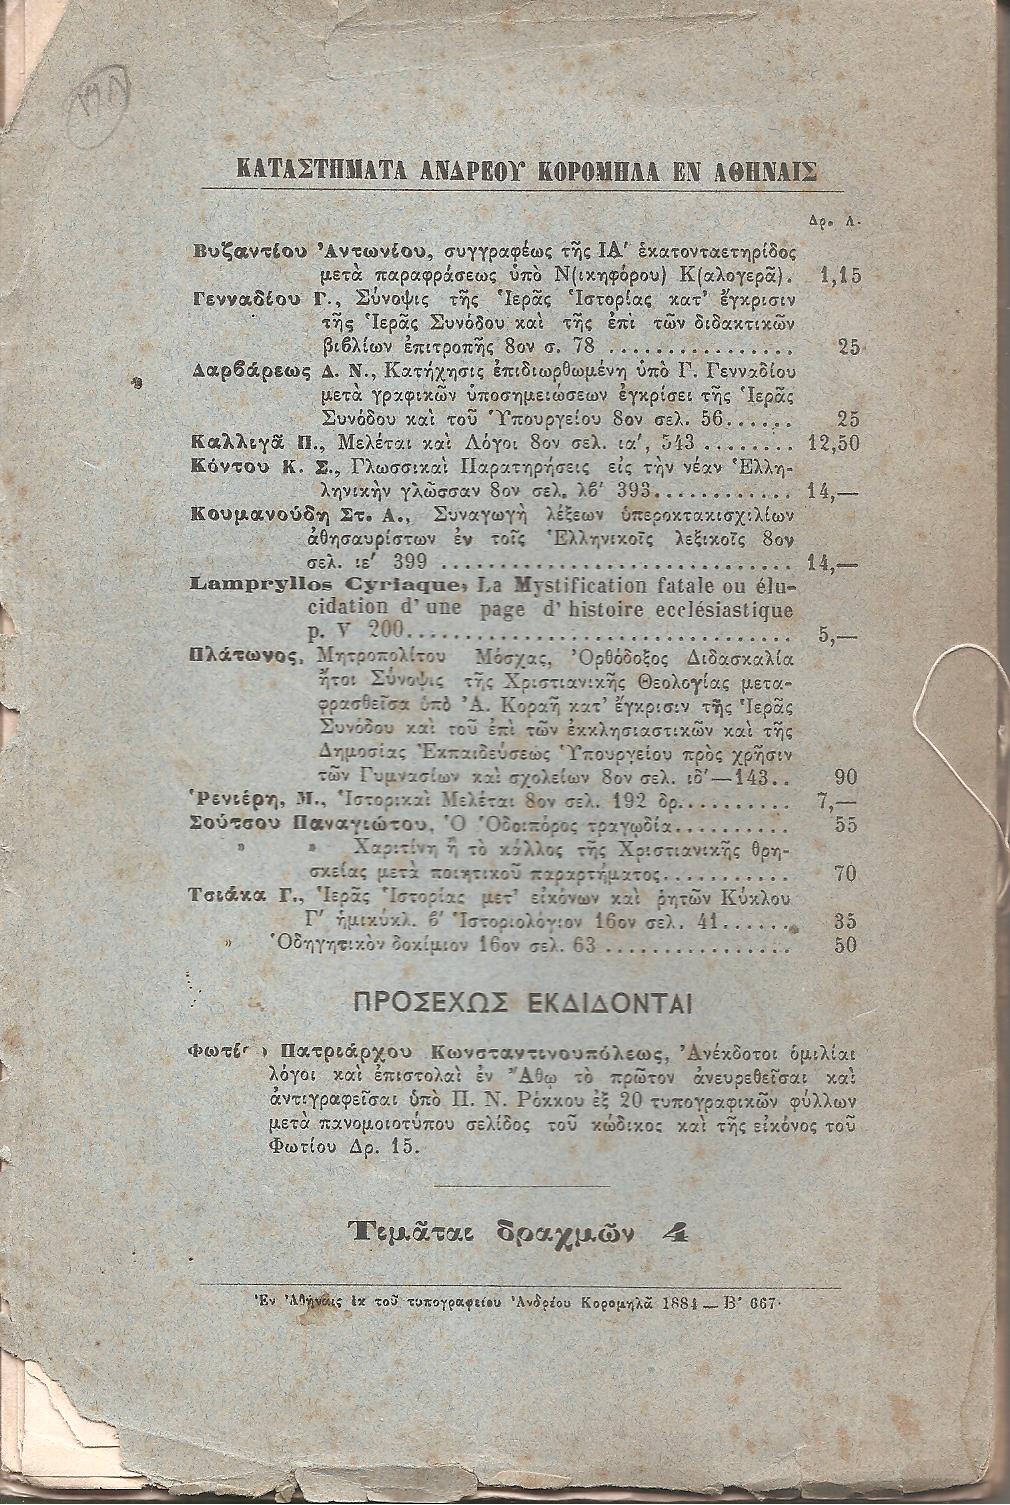 ΚΑΤΑΣΤΗΜΑΤΑ ΑΝΔΡΕΟΥ ΚΟΡΟΜΗΛΑ ΕΝ ΑΘΗΝΑΙΣ
Δρ. Λ.
Βυζαντίου Ἀντωνίου, συγγραφέως τῆς ΙΑ′ ἑκατονταετηρίδος
μετὰ παραφράσεως ὑπὸ Ν(ικηφόρου) Κ(αλογερᾶ). 1,15
Γενναδίου Γ., Σύνοψις τῆς Ἱερᾶς Ἱστορίας κατ’ ἔγκρισιν
τῆς Ἱερᾶς Συνόδου καὶ τῆς ἐπὶ τῶν διδακτικῶν
βιβλίων ἐπιτροπῆς 8ον σ. 78 ................ 25
Δαρβάρεως Δ. Ν., Κατήχησις ἐπιδιωρθωμένη ὑπὸ Γ. Γενναδίου
μετὰ γραφικῶν ὑποσημειώσεων ἐγκρίσει τῆς Ἱερᾶς
Συνόδου καὶ τοῦ Ὑπουργείου 8ον σελ. 56...... 25
Καλλιγᾶ Π., Μελέται καὶ Λόγοι 8ον σελ. ια′, 543 ........ 12,50
Κόντου Κ. Σ., Γλωσσικαὶ Παρατηρήσεις εἰς τὴν νέαν Ἑλλη-
ληνικὴν γλῶσσαν 8ον σελ. λβ′ 393............ 14,—
Κουμανούδη Στ. Α., Συναγωγὴ λέξεων ὑπεροκτακισχιλίων
ἀθησαυρίστων ἐν τοῖς Ἑλληνικοῖς λεξικοῖς 8ον
σελ. ιε′ 399 ............................... 14,—
Lampryllos Cyriaque, La Mystification fatale ou élu-
cidation d’une page d’histoire ecclésiastique
p. V 200................................. 5,—
Πλάτωνος, Μητροπολίτου Μόσχας, Ὀρθόδοξος Διδασκαλία
ἤτοι Σύνοψις τῆς Χριστιανικῆς Θεολογίας μετα-
φρασθεῖσα ὑπὸ Ἀ. Κοραῆ κατ’ ἔγκρισιν τῆς Ἱερᾶς
Συνόδου καὶ τοῦ ἐπὶ τῶν ἐκκλησιαστικῶν καὶ τῆς
Δημοσίας Ἐκπαιδεύσεως Ὑπουργείου πρὸς χρῆσιν
τῶν Γυμνασίων καὶ σχολείων 8ον σελ. ιδ′—143.. 90
Ῥενιέρη, Μ., Ἱστορικαὶ Μελέται 8ον σελ. 192 δρ.......... 7,—
Σούτσου Παναγιώτου, Ὁ Ὁδοιπόρος τραγωδία.......... 55
» » Χαριτίνη ἢ τὸ κάλλος τῆς Χριστιανικῆς θρη-
σκείας μετὰ ποιητικοῦ παραρτήματος........... 70
Τσιάκα Γ., Ἱερᾶς Ἱστορίας μετ’ εἰκόνων καὶ ῥητῶν Κύκλου
Γ′ ἡμικύκλ. β′ Ἱστοριολόγιον 16ον σελ. 41....... 35
» Ὁδηγητικὸν δοκίμιον 16ον σελ. 63 ................ 50
ΠΡΟΣΕΧΩΣ ΕΚΔΙΔΟΝΤΑΙ
Πατριάρχου Κωνσταντινουπόλεως, Ἀνέκδοτοι ὁμιλίαι
λόγοι καὶ ἐπιστολαὶ ἐν Ἄθῳ τὸ πρῶτον ἀνευρεθεῖσαι καὶ
ἀντιγραφεῖσαι ὑπὸ Π. Ν. Ρόκκου ἐξ 20 τυπογραφικῶν φύλλων
μετὰ πανομοιοτύπου σελίδος τοῦ κώδικος καὶ τῆς εἰκόνος τοῦ
Φωτίου Δρ. 15.
Τιμᾶται δραχμῶν 4
Ἐν Ἀθήναις ἐκ τοῦ τυπογραφείου Ἀνδρέου Κορομηλᾶ 1884 — Β′ 667·